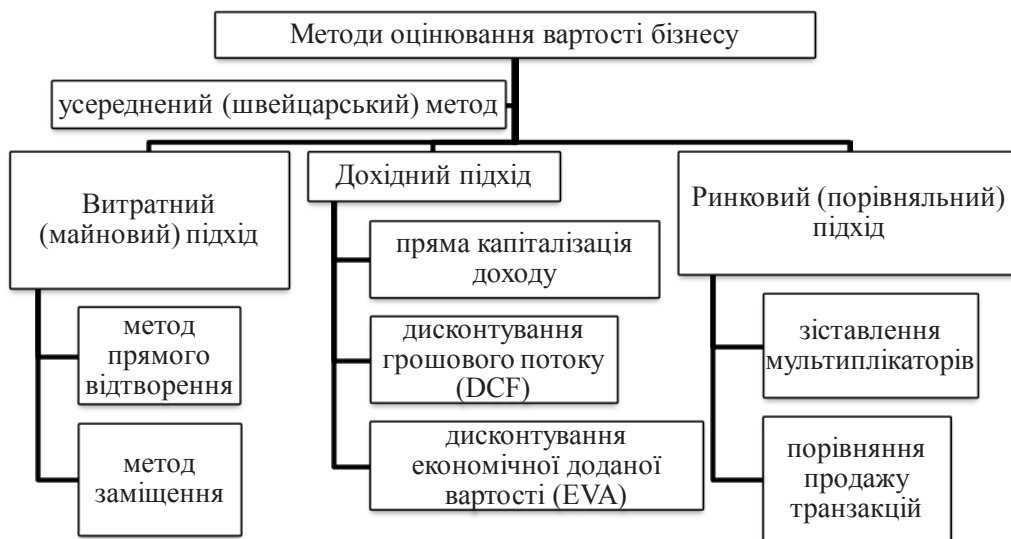 Методи оцінювання вартості бізнесу
усереднений (швейцарський) метод
Витратний
(майновий) підхід
метод
прямого
відтворення
метод
заміщення
Дохідний підхід
пряма капіталізація
доходу
дисконтування
грошового потоку
(DCF)
дисконтування
економічної доданої
вартості (EVA)
Ринковий (порівняльний)
підхід
зіставлення
мультиплікаторів
порівняння
продажу
транзакцій